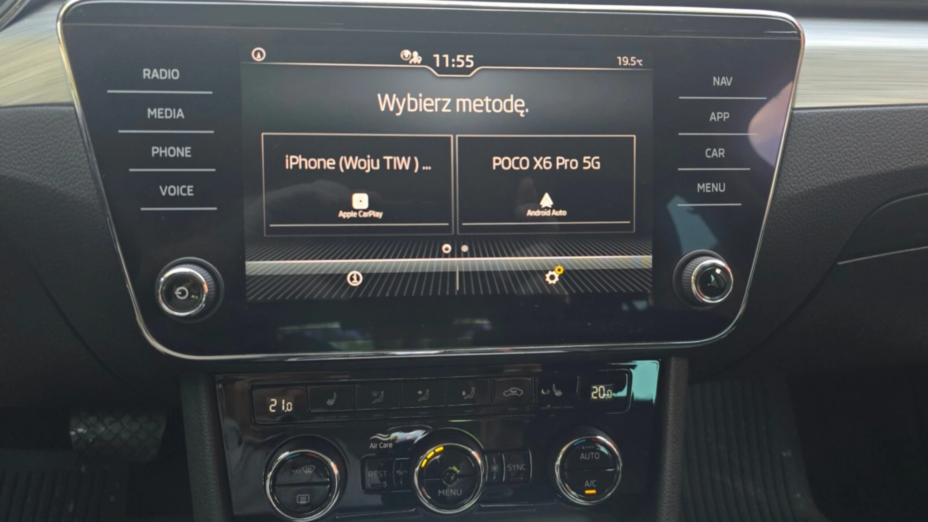 11:55
19.5°C
RADIO
MEDIA
PHONE
VOICE
Wybierz metodę.
iPhone (Woju TIW ) ...
Apple CarPlay
POCO X6 Pro 5G
Android Auto
NAV
APP
CAR
MENU
21.0
20.0
Air Care
REST
MENU
SYNC
AUTO
A/C